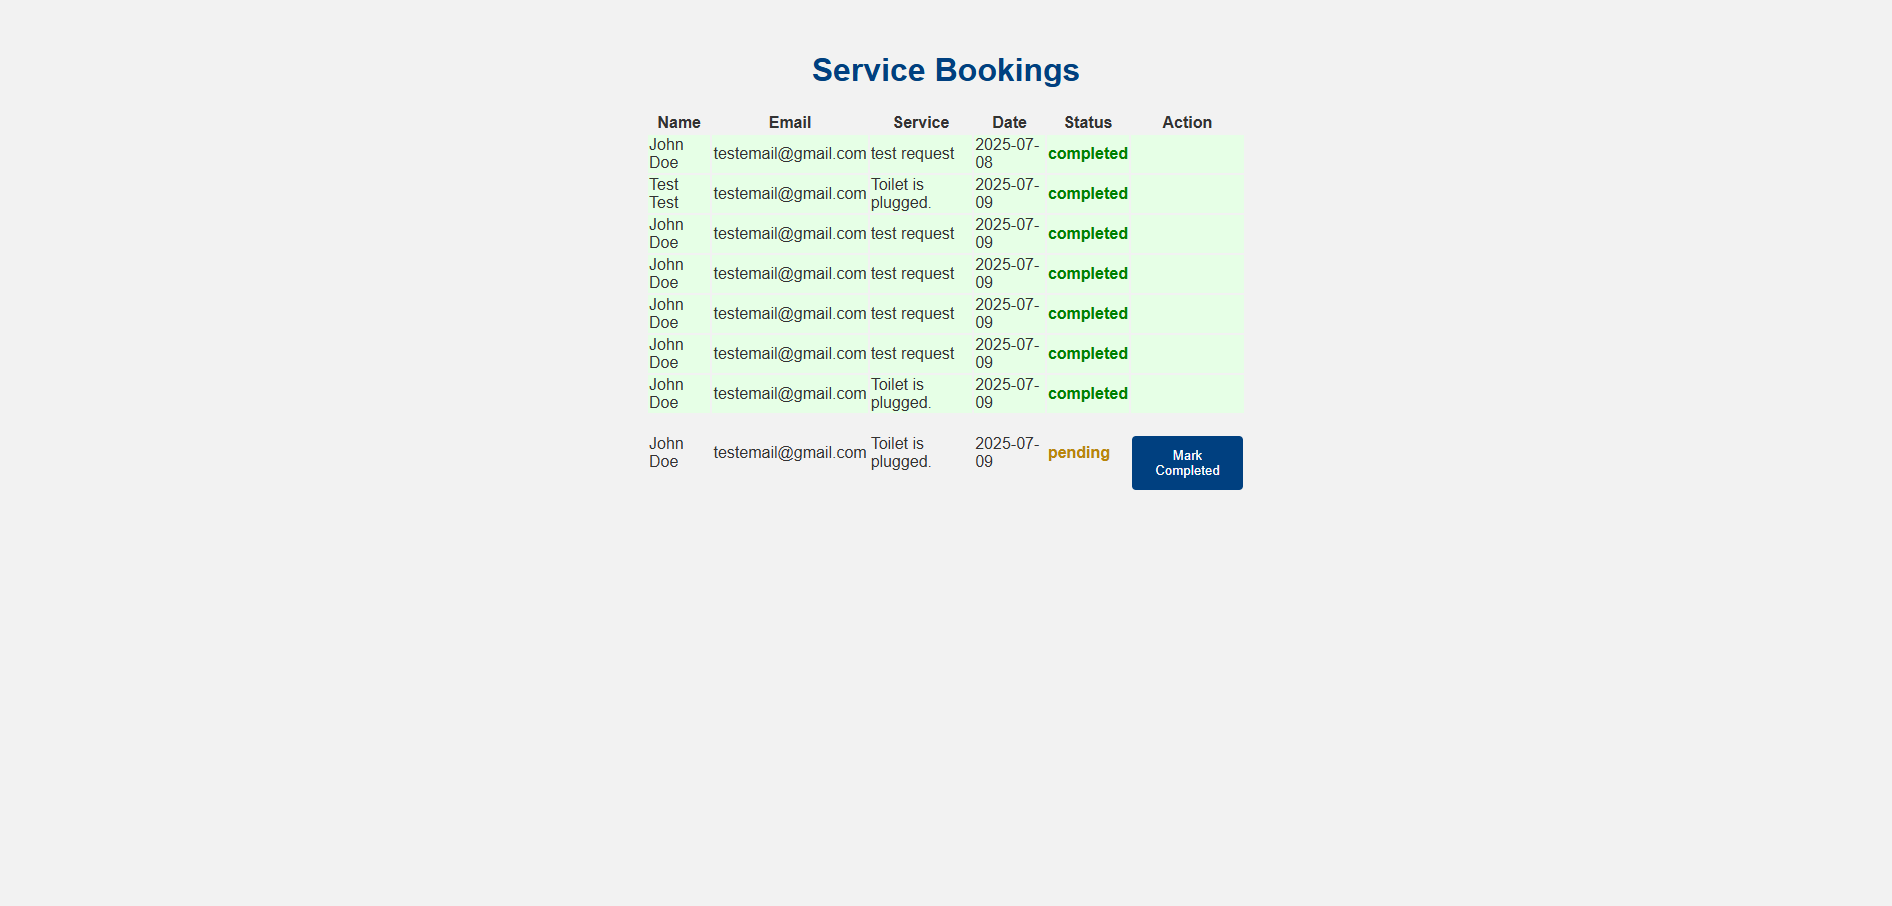 Service Bookings
Name Email Service Date Status Action
John Doe testemail@gmail.com test request 2025-07-08 completed
Test Test testemail@gmail.com Toilet is plugged. 2025-07-09 completed
John Doe testemail@gmail.com test request 2025-07-09 completed
John Doe testemail@gmail.com test request 2025-07-09 completed
John Doe testemail@gmail.com test request 2025-07-09 completed
John Doe testemail@gmail.com test request 2025-07-09 completed
John Doe testemail@gmail.com Toilet is plugged. 2025-07-09 completed
John Doe testemail@gmail.com Toilet is plugged. 2025-07-09 pending Mark Completed